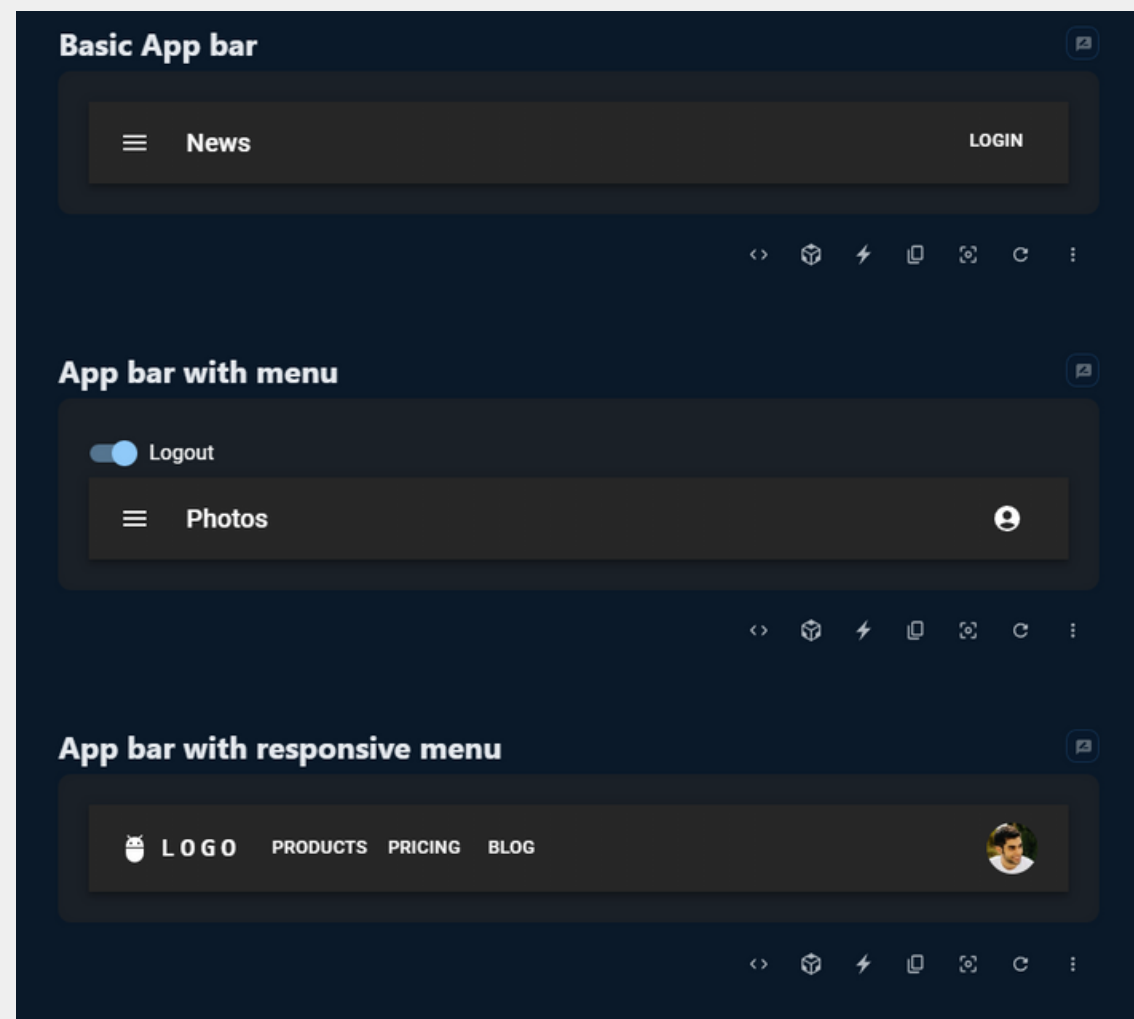 Basic App bar
News
LOGIN
App bar with menu
Logout
Photos
App bar with responsive menu
LOGO PRODUCTS PRICING BLOG